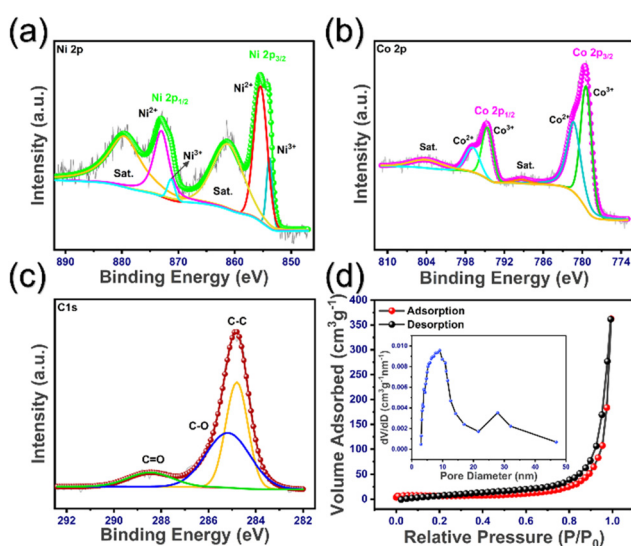 (a)
Ni 2p
Ni 2p3/2
Ni 2p1/2
Ni2+
Ni2+
Ni3+
Ni3+
Sat.
Sat.
Intensity (a.u.)
890 880 870 860 850
Binding Energy (eV)
(b)
Co 2p
Co 2p3/2
Co3+
Co2+
Co 2p1/2
Co2+
Co3+
Sat.
Sat.
Intensity (a.u.)
810 804 798 792 786 780 774
Binding Energy (eV)
(c)
C1s
C-C
C-O
C=O
Intensity (a.u.)
292 290 288 286 284 282
Binding Energy (eV)
(d)
Adsorption
Desorption
Volume Adsorbed (cm3g-1)
400
350
300
250
200
150
100
50
0
0.0 0.2 0.4 0.6 0.8 1.0
Relative Pressure (P/P0)
dV/dD (cm3g-1nm-1)
0.010
0.008
0.006
0.004
0.002
0.000
0 10 20 30 40 50
Pore Diameter (nm)